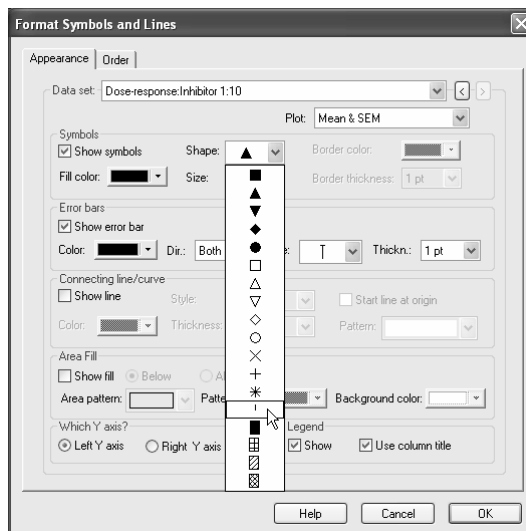 Format Symbols and Lines
Appearance Order
Data set: Dose-response:Inhibitor 1:10
Plot: Mean & SEM
Symbols
Show symbols Shape: Border color:
Fill color: Size: Border thickness: 1 pt
Error bars
Show error bar
Color: Dir.: Both e: Thickn.: 1 pt
Connecting line/curve
Show line Style: Start line at origin
Color: Thickness: Pattern:
Area Fill
Show fill Below
Area pattern: Background color:
Which Y axis? Legend
Left Y axis Right Y axis Show Use column title
Help Cancel OK